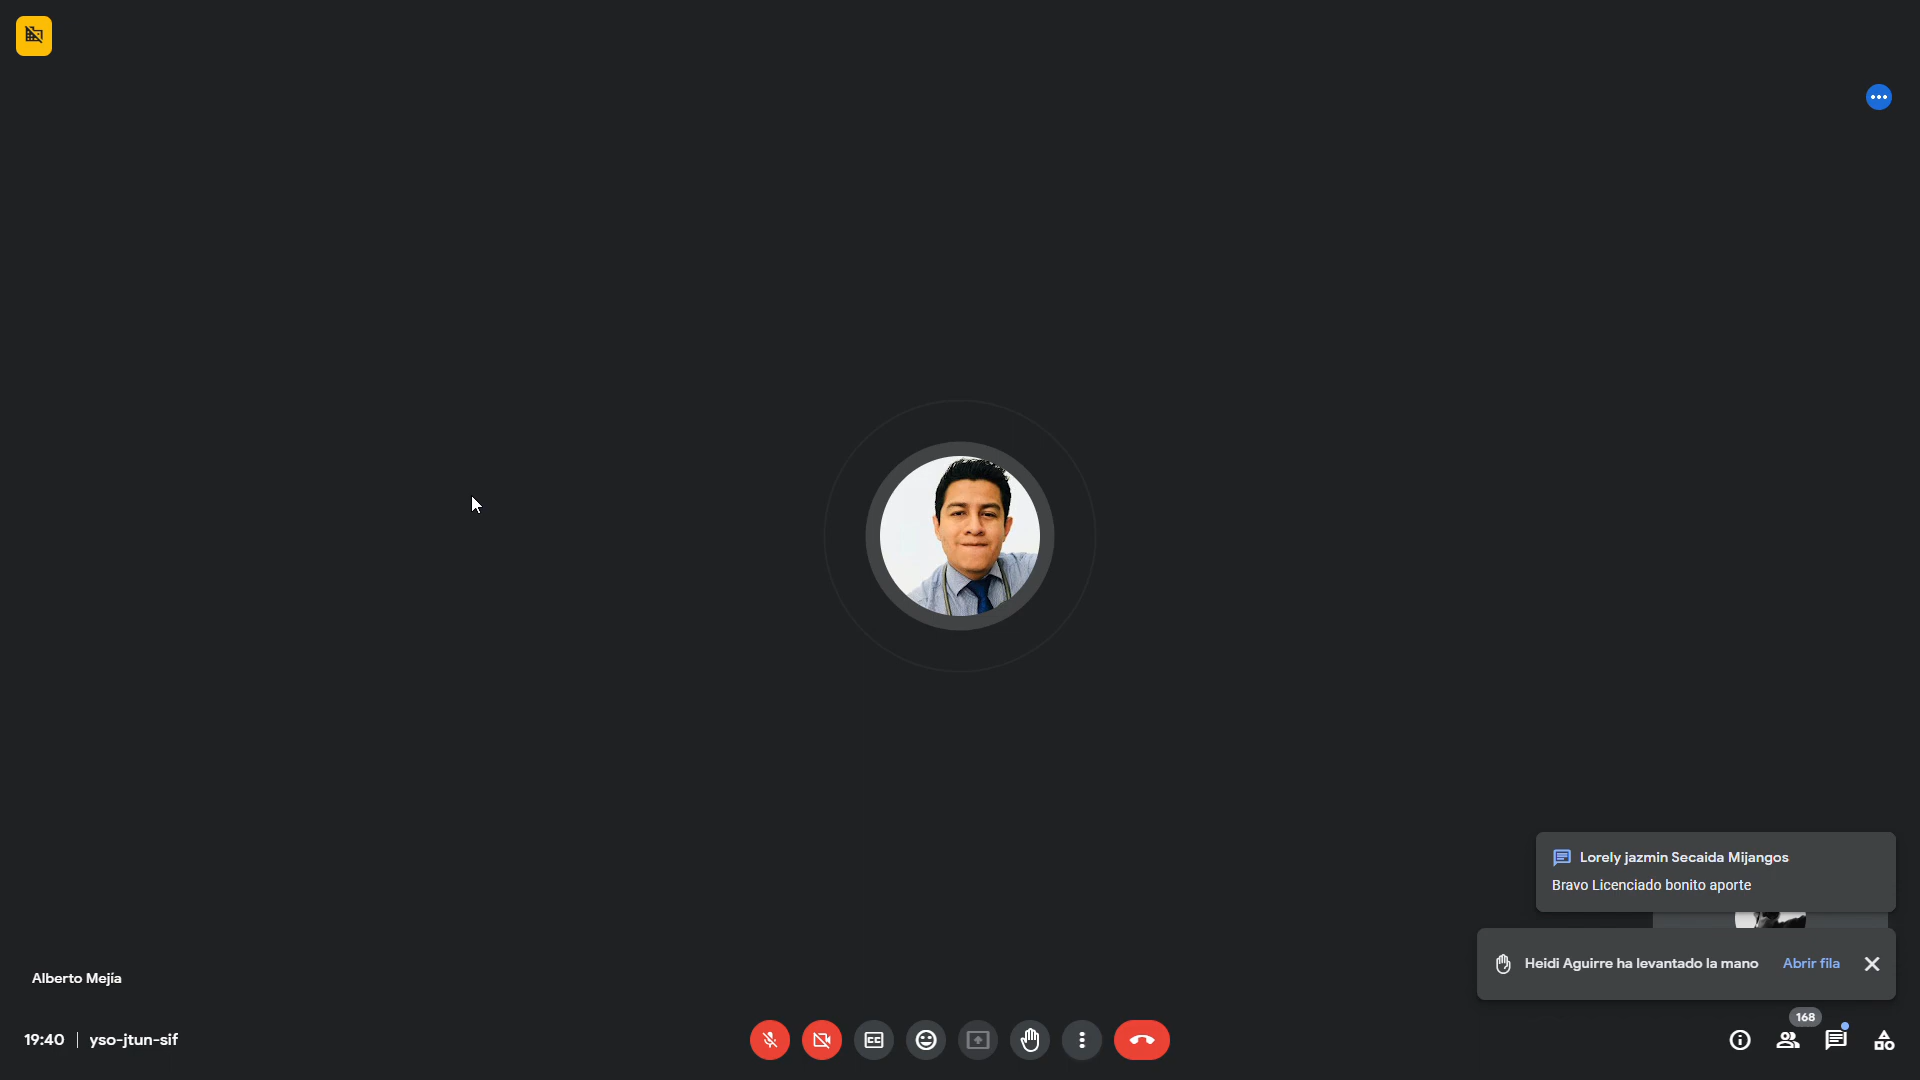 Lorely jazmin Secaida Mijangos
Bravo Licenciado bonito aporte
Heidi Aguirre ha levantado la mano Abrir fila
Alberto Mejía
19:40 | yso-jtun-sif
168